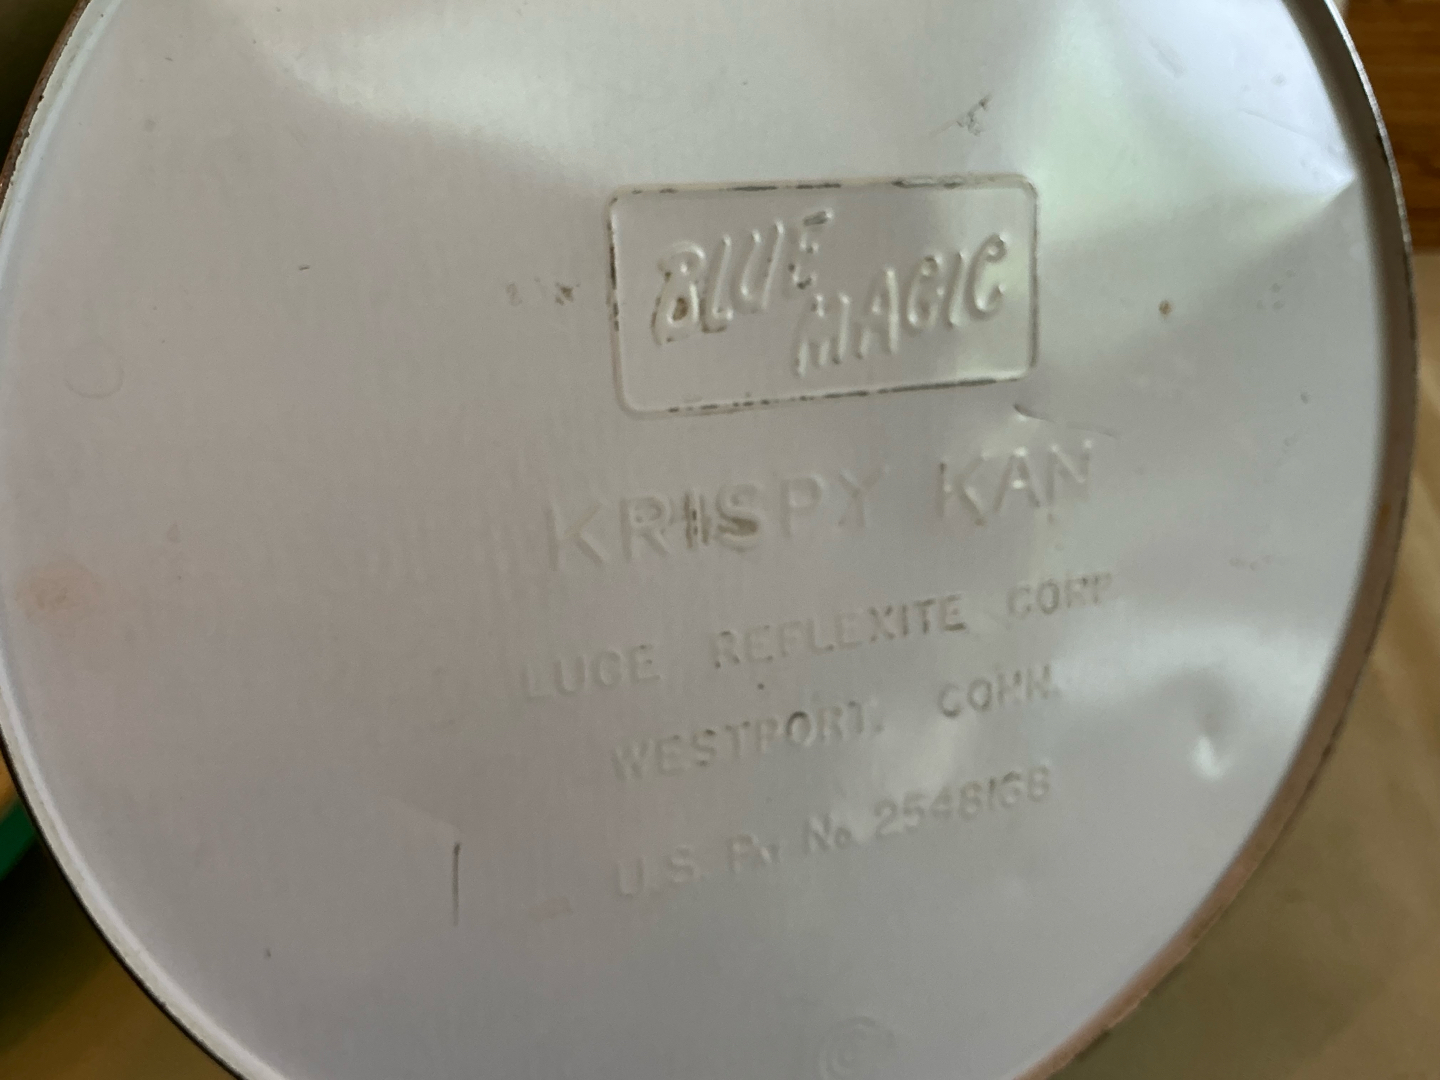 BLUE
MAGIC
KRISPY KAN
LUCE REFLEXITE CORP
WESTPORT, CONN.
U.S. PAT No. 2548168